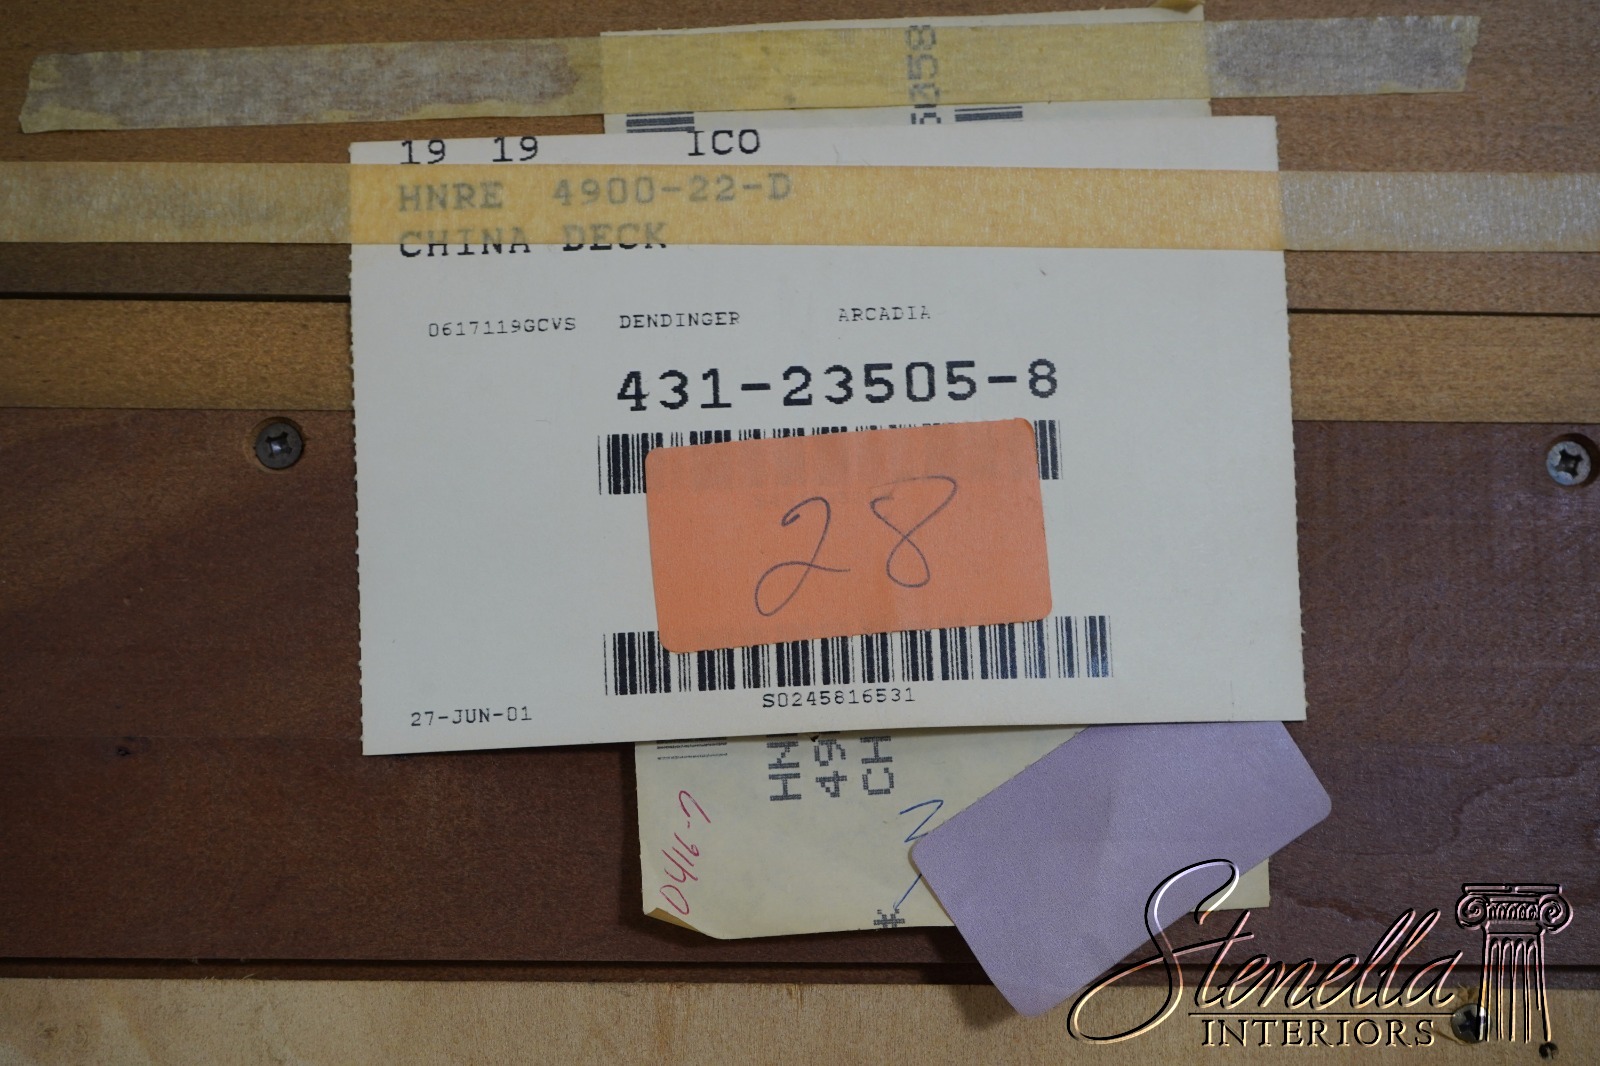 5a358
19 19 ICO
HNRE 4900-22-D
CHINA DECK
0617119GCVS DENDINGER ARCADIA
431-23505-8
28
S0245816531
27-JUN-01
HN
49
CH
0416-7
*
Stenella
INTERIORS